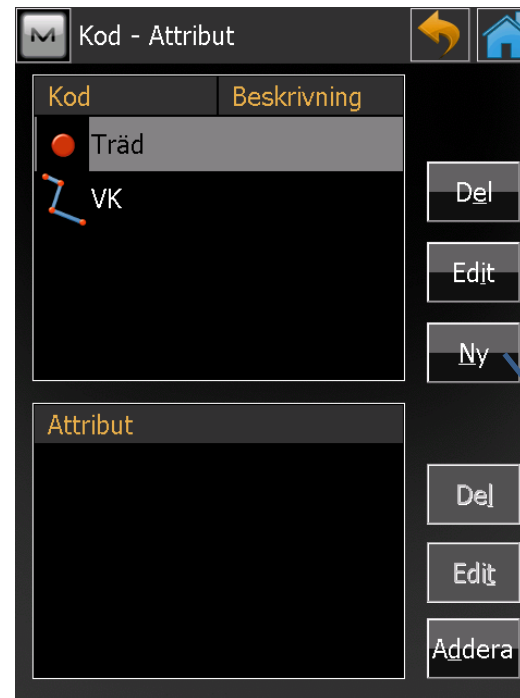 Kod - Attribut
Kod Beskrivning
Träd
VK
Del
Edit
Ny
Attribut
Del
Edit
Addera